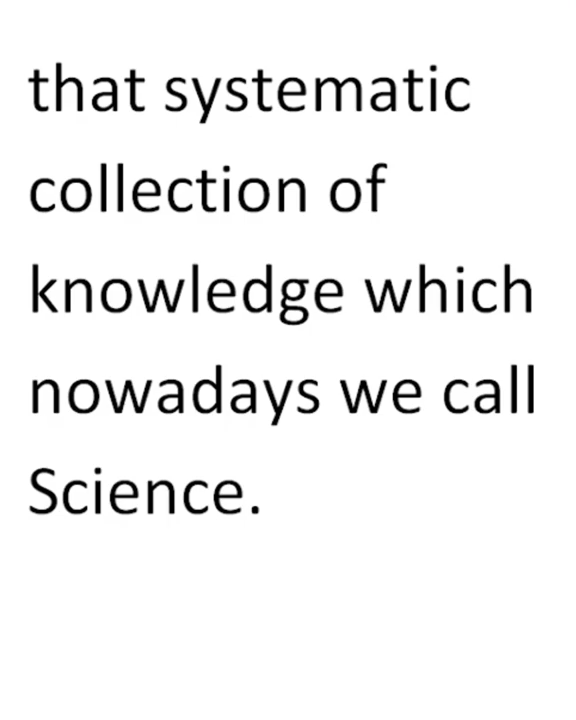 that systematic
collection of
knowledge which
nowadays we call
Science.